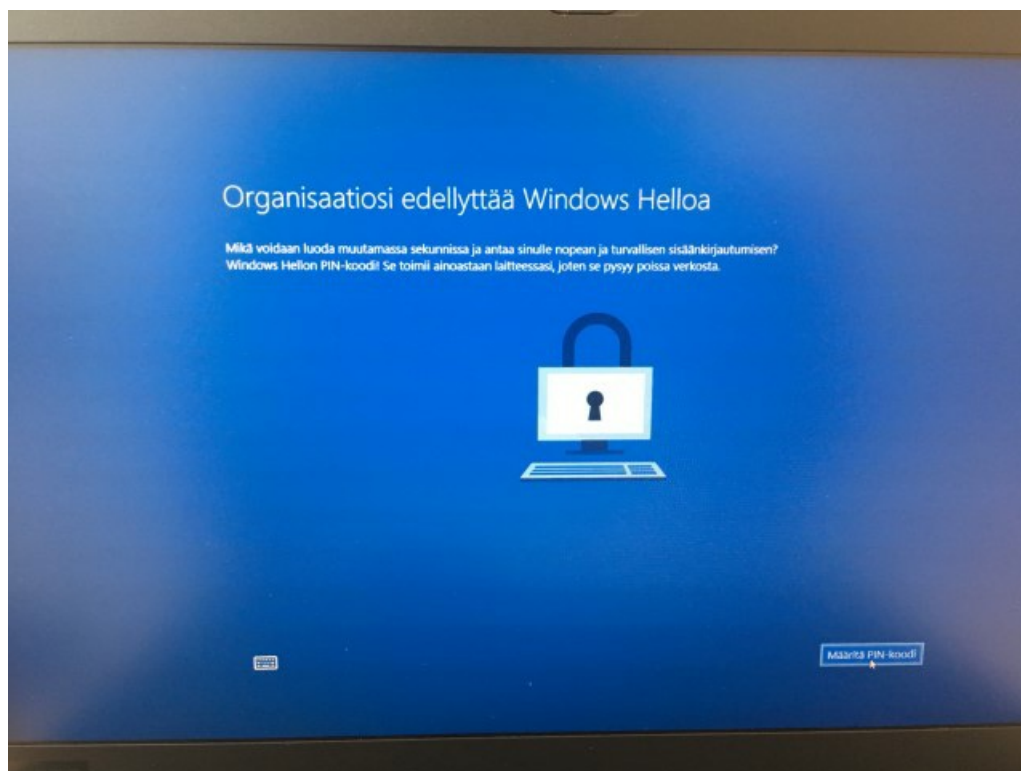 Organisaatiosi edellyttää Windows Helloa
Mikä voidaan luoda muutamassa sekunnissa ja antaa sinulle nopean ja turvallisen sisäänkirjautumisen?
Windows Hellon PIN-koodi! Se toimii ainoastaan laitteessasi, joten se pysyy poissa verkosta.
Määritä PIN-koodi